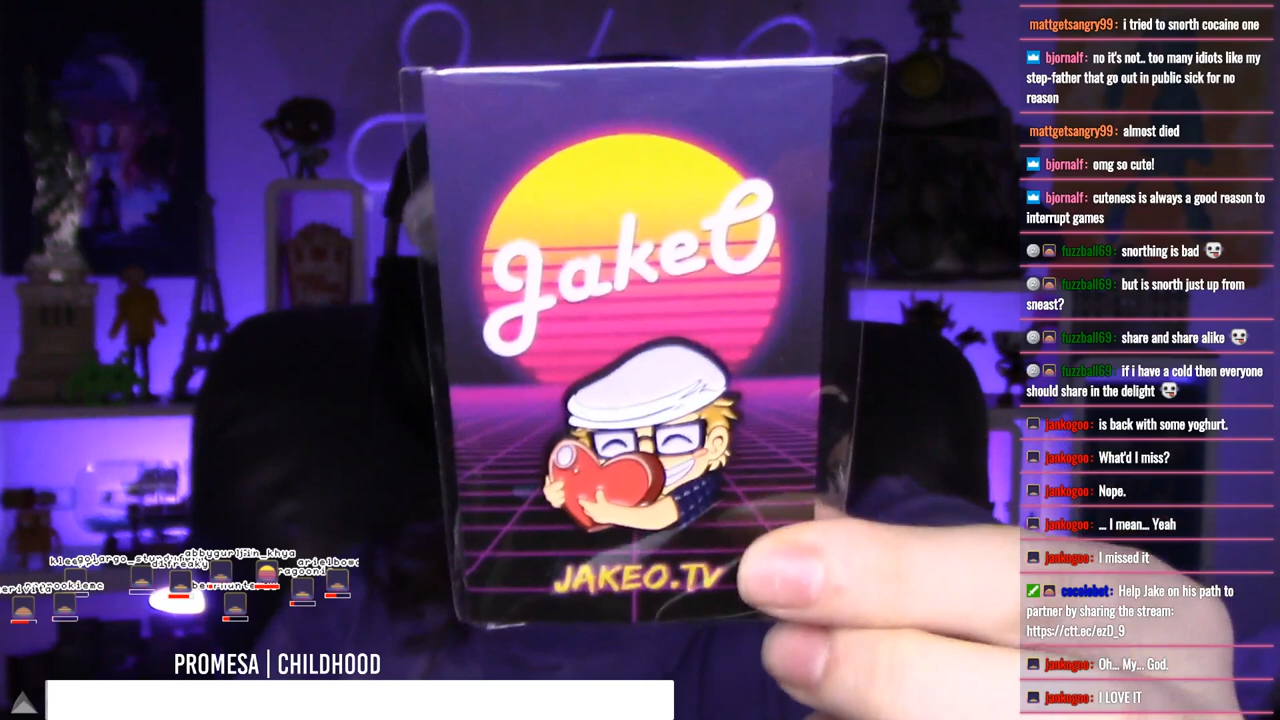 JakeO
JAKEO.TV
PROMESA | CHILDHOOD
mattgetsangry99: i tried to snorth cocaine one
bjornalf: no it's not.. too many idiots like my
step-father that go out in public sick for no
reason
mattgetsangry99: almost died
bjornalf: omg so cute!
bjornalf: cuteness is always a good reason to
interrupt games
fuzzball69: snorthing is bad
fuzzball69: but is snorth just up from
sneast?
fuzzball69: share and share alike
fuzzball69: if i have a cold then everyone
should share in the delight
jankogoo: is back with some yoghurt.
jankogoo: What'd I miss?
jankogoo: Nope.
jankogoo: ... I mean... Yeah
jankogoo: I missed it
cocolobot: Help Jake on his path to
partner by sharing the stream:
https://ctt.ec/ezD_9
jankogoo: Oh... My... God.
jankogoo: I LOVE IT